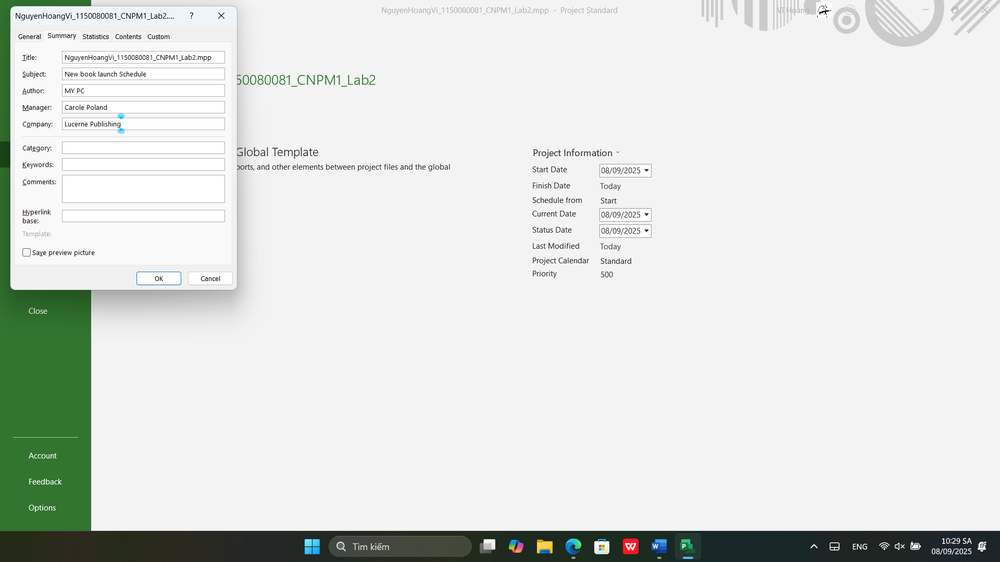 NguyenHoangVi_1150080081_CNPM1_Lab2.mpp - Project Standard
Vĩ Hoàng
NguyenHoangVi_1150080081_CNPM1_Lab2.... ?
General Summary Statistics Contents Custom
Title: NguyenHoangVi_1150080081_CNPM1_Lab2.mpp
Subject: New book launch Schedule
Author: MY PC
Manager: Carole Poland
Company: Lucerne Publishing
Category:
Keywords:
Comments:
Hyperlink
base:
Template:
Save preview picture
OK Cancel
50080081_CNPM1_Lab2
Global Template
ports, and other elements between project files and the global
Project Information
Start Date 08/09/2025
Finish Date Today
Schedule from Start
Current Date 08/09/2025
Status Date 08/09/2025
Last Modified Today
Project Calendar Standard
Priority 500
Close
Account
Feedback
Options
Tìm kiếm
ENG
10:29 SA
08/09/2025